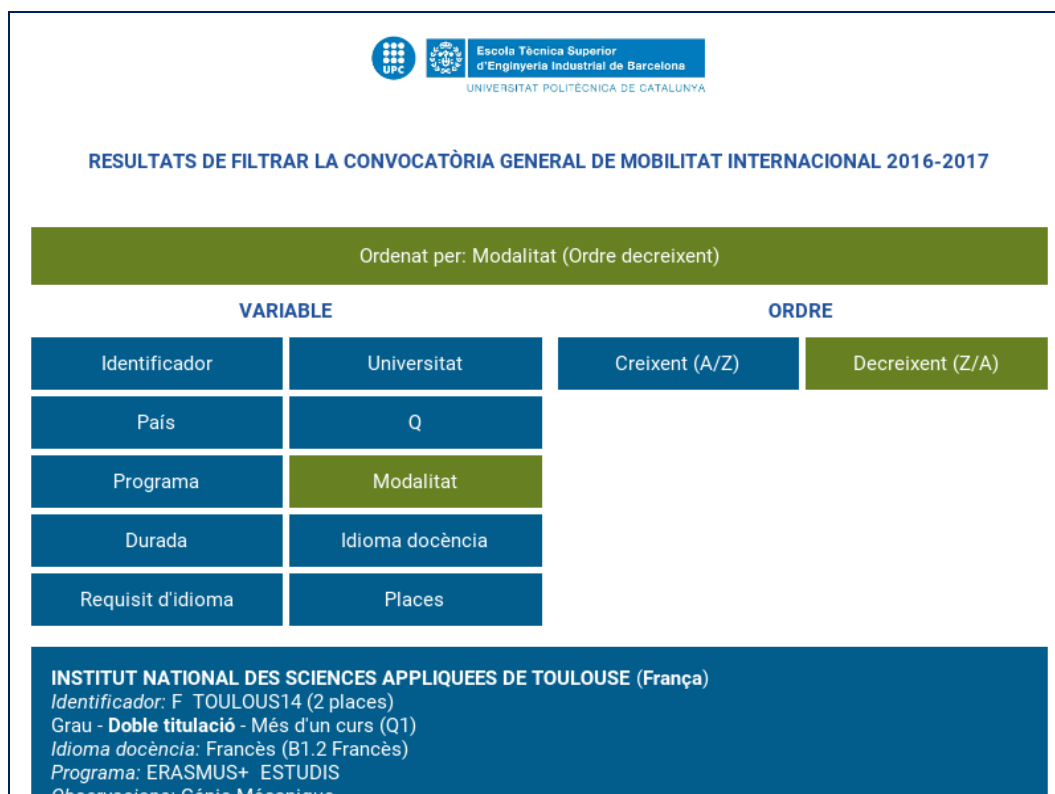 UPC
Escola Tècnica Superior
d'Enginyeria Industrial de Barcelona
UNIVERSITAT POLITÈCNICA DE CATALUNYA
RESULTATS DE FILTRAR LA CONVOCATÒRIA GENERAL DE MOBILITAT INTERNACIONAL 2016-2017
Ordenat per: Modalitat (Ordre decreixent)
VARIABLE
ORDRE
Identificador
Universitat
Creixent (A/Z)
Decreixent (Z/A)
País
Q
Programa
Modalitat
Durada
Idioma docència
Requisit d'idioma
Places
INSTITUT NATIONAL DES SCIENCES APPLIQUEES DE TOULOUSE (França)
Identificador: F TOULOUS14 (2 places)
Grau - Doble titulació - Més d'un curs (Q1)
Idioma docència: Francès (B1.2 Francès)
Programa: ERASMUS+ ESTUDIS
Observacions: Génie Mécanique